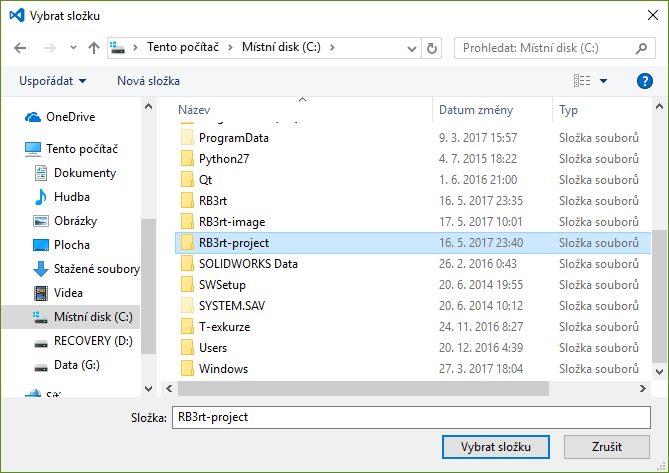 Vybrat složku
Tento počítač Místní disk (C:)
Prohledat: Místní disk (C:)
Uspořádat Nová složka
Název Datum změny Typ
OneDrive
Tento počítač
Dokumenty
Hudba
Obrázky
Plocha
Stažené soubory
Videa
Místní disk (C:)
RECOVERY (D:)
Data (G:)
ProgramData 9. 3. 2017 15:57 Složka souborů
Python27 4. 7. 2015 18:22 Složka souborů
Qt 1. 6. 2016 21:00 Složka souborů
RB3rt 16. 5. 2017 23:35 Složka souborů
RB3rt-image 17. 5. 2017 10:01 Složka souborů
RB3rt-project 16. 5. 2017 23:40 Složka souborů
SOLIDWORKS Data 26. 2. 2016 0:43 Složka souborů
SWSetup 20. 6. 2014 19:55 Složka souborů
SYSTEM.SAV 20. 6. 2014 10:12 Složka souborů
T-exkurze 24. 11. 2016 8:27 Složka souborů
Users 20. 12. 2016 4:39 Složka souborů
Windows 27. 3. 2017 18:04 Složka souborů
Složka: RB3rt-project
Vybrat složku Zrušit